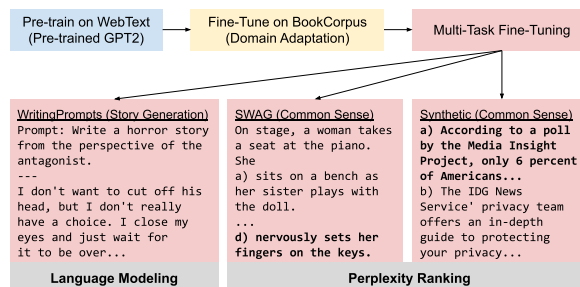 Pre-train on WebText
(Pre-trained GPT2)
Fine-Tune on BookCorpus
(Domain Adaptation)
Multi-Task Fine-Tuning
WritingPrompts (Story Generation)
Prompt: Write a horror story
from the perspective of the
antagonist.
---
I don't want to cut off his
head, but I don't really
have a choice. I close my
eyes and just wait for
it to be over...
SWAG (Common Sense)
On stage, a woman takes
a seat at the piano.
She
a) sits on a bench as
her sister plays with
the doll.
...
d) nervously sets her
fingers on the keys.
Synthetic (Common Sense)
a) According to a poll
by the Media Insight
Project, only 6 percent
of Americans...
b) The IDG News
Service' privacy team
offers an in-depth
guide to protecting
your privacy...
Language Modeling
Perplexity Ranking